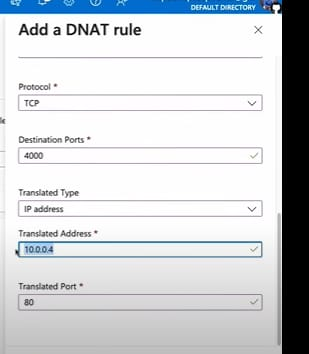 DEFAULT DIRECTORY
Add a DNAT rule
Protocol *
TCP
Destination Ports *
4000
Translated Type
IP address
Translated Address *
10.0.0.4
Translated Port *
80